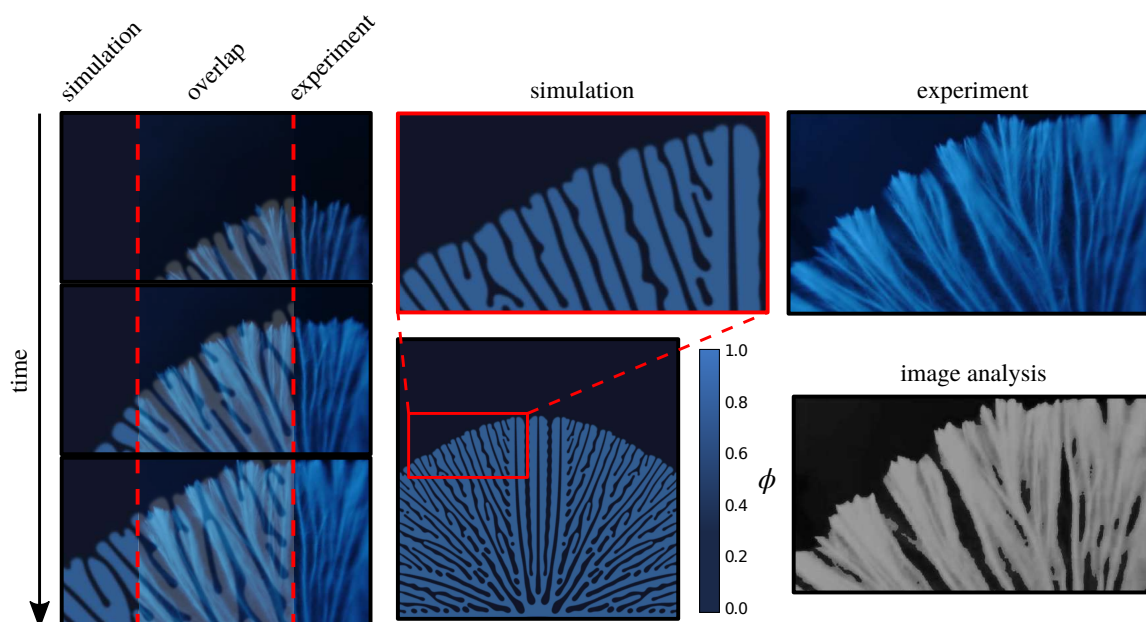 simulation
overlap
experiment
time
simulation
experiment
1.0
0.8
0.6
0.4
0.2
0.0
ϕ
image analysis